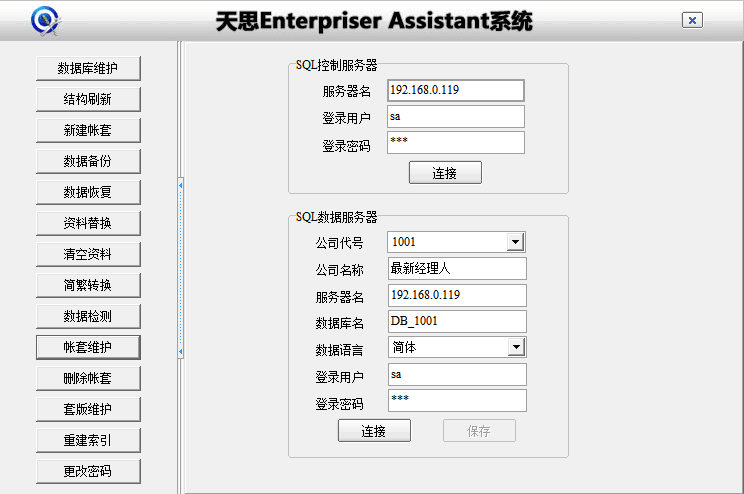 天思Enterpriser Assistant系统
数据库维护
结构刷新
新建帐套
数据备份
数据恢复
资料替换
清空资料
简繁转换
数据检测
帐套维护
删除帐套
套版维护
重建索引
更改密码
SQL控制服务器
服务器名 192.168.0.119
登录用户 sa
登录密码 ***
连接
SQL数据服务器
公司代号 1001
公司名称 最新经理人
服务器名 192.168.0.119
数据库名 DB_1001
数据语言 简体
登录用户 sa
登录密码 ***
连接 保存